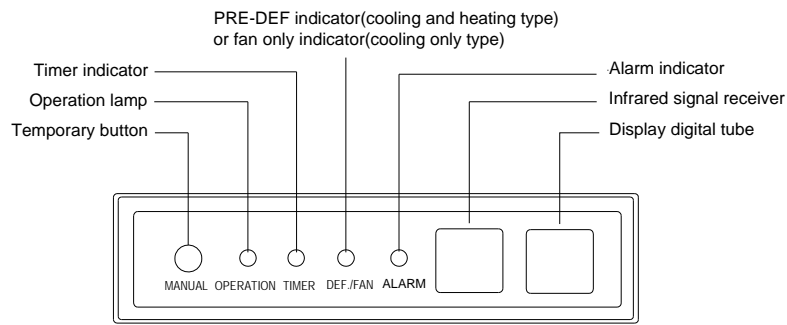 PRE-DEF indicator(cooling and heating type)
or fan only indicator(cooling only type)
Timer indicator
Alarm indicator
Operation lamp
Infrared signal receiver
Temporary button
Display digital tube
MANUAL OPERATION TIMER DEF./FAN ALARM